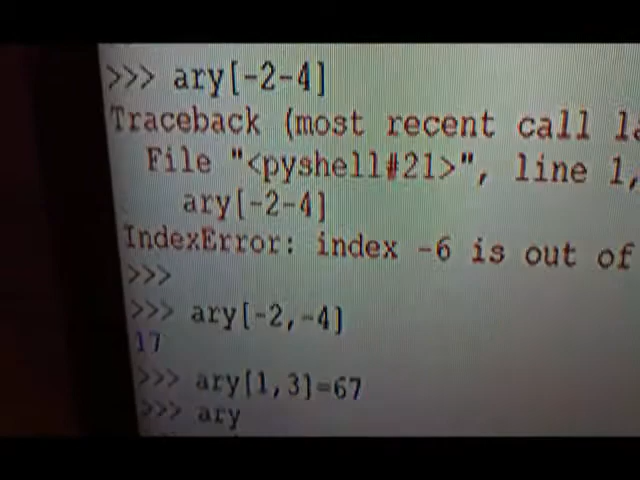 >>> ary[-2-4]
Traceback (most recent call
  File "<pyshell#21>", line 1,
    ary[-2-4]
IndexError: index -6 is out of
>>>
>>> ary[-2,-4]
17
>>> ary[1,3]=67
>>> ary